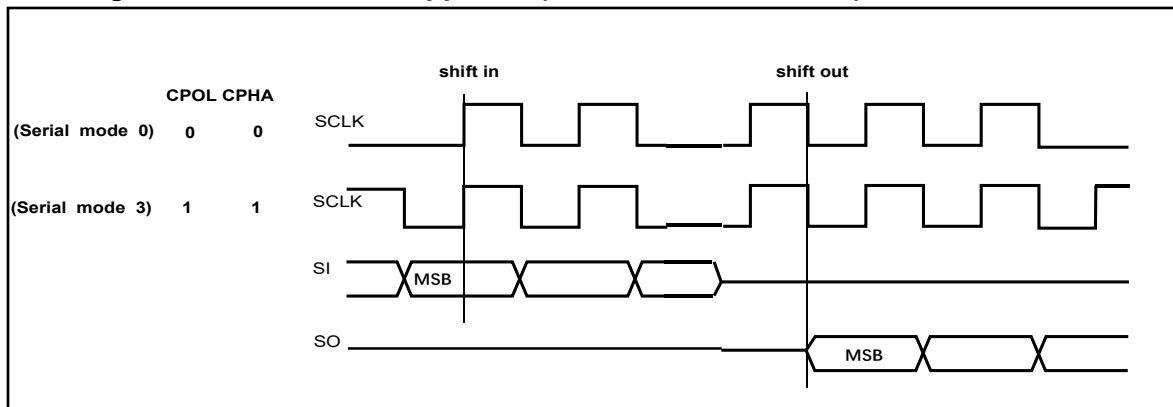 shift in shift out
CPOL CPHA
(Serial mode 0) 0 0 SCLK
(Serial mode 3) 1 1 SCLK
SI MSB
SO MSB